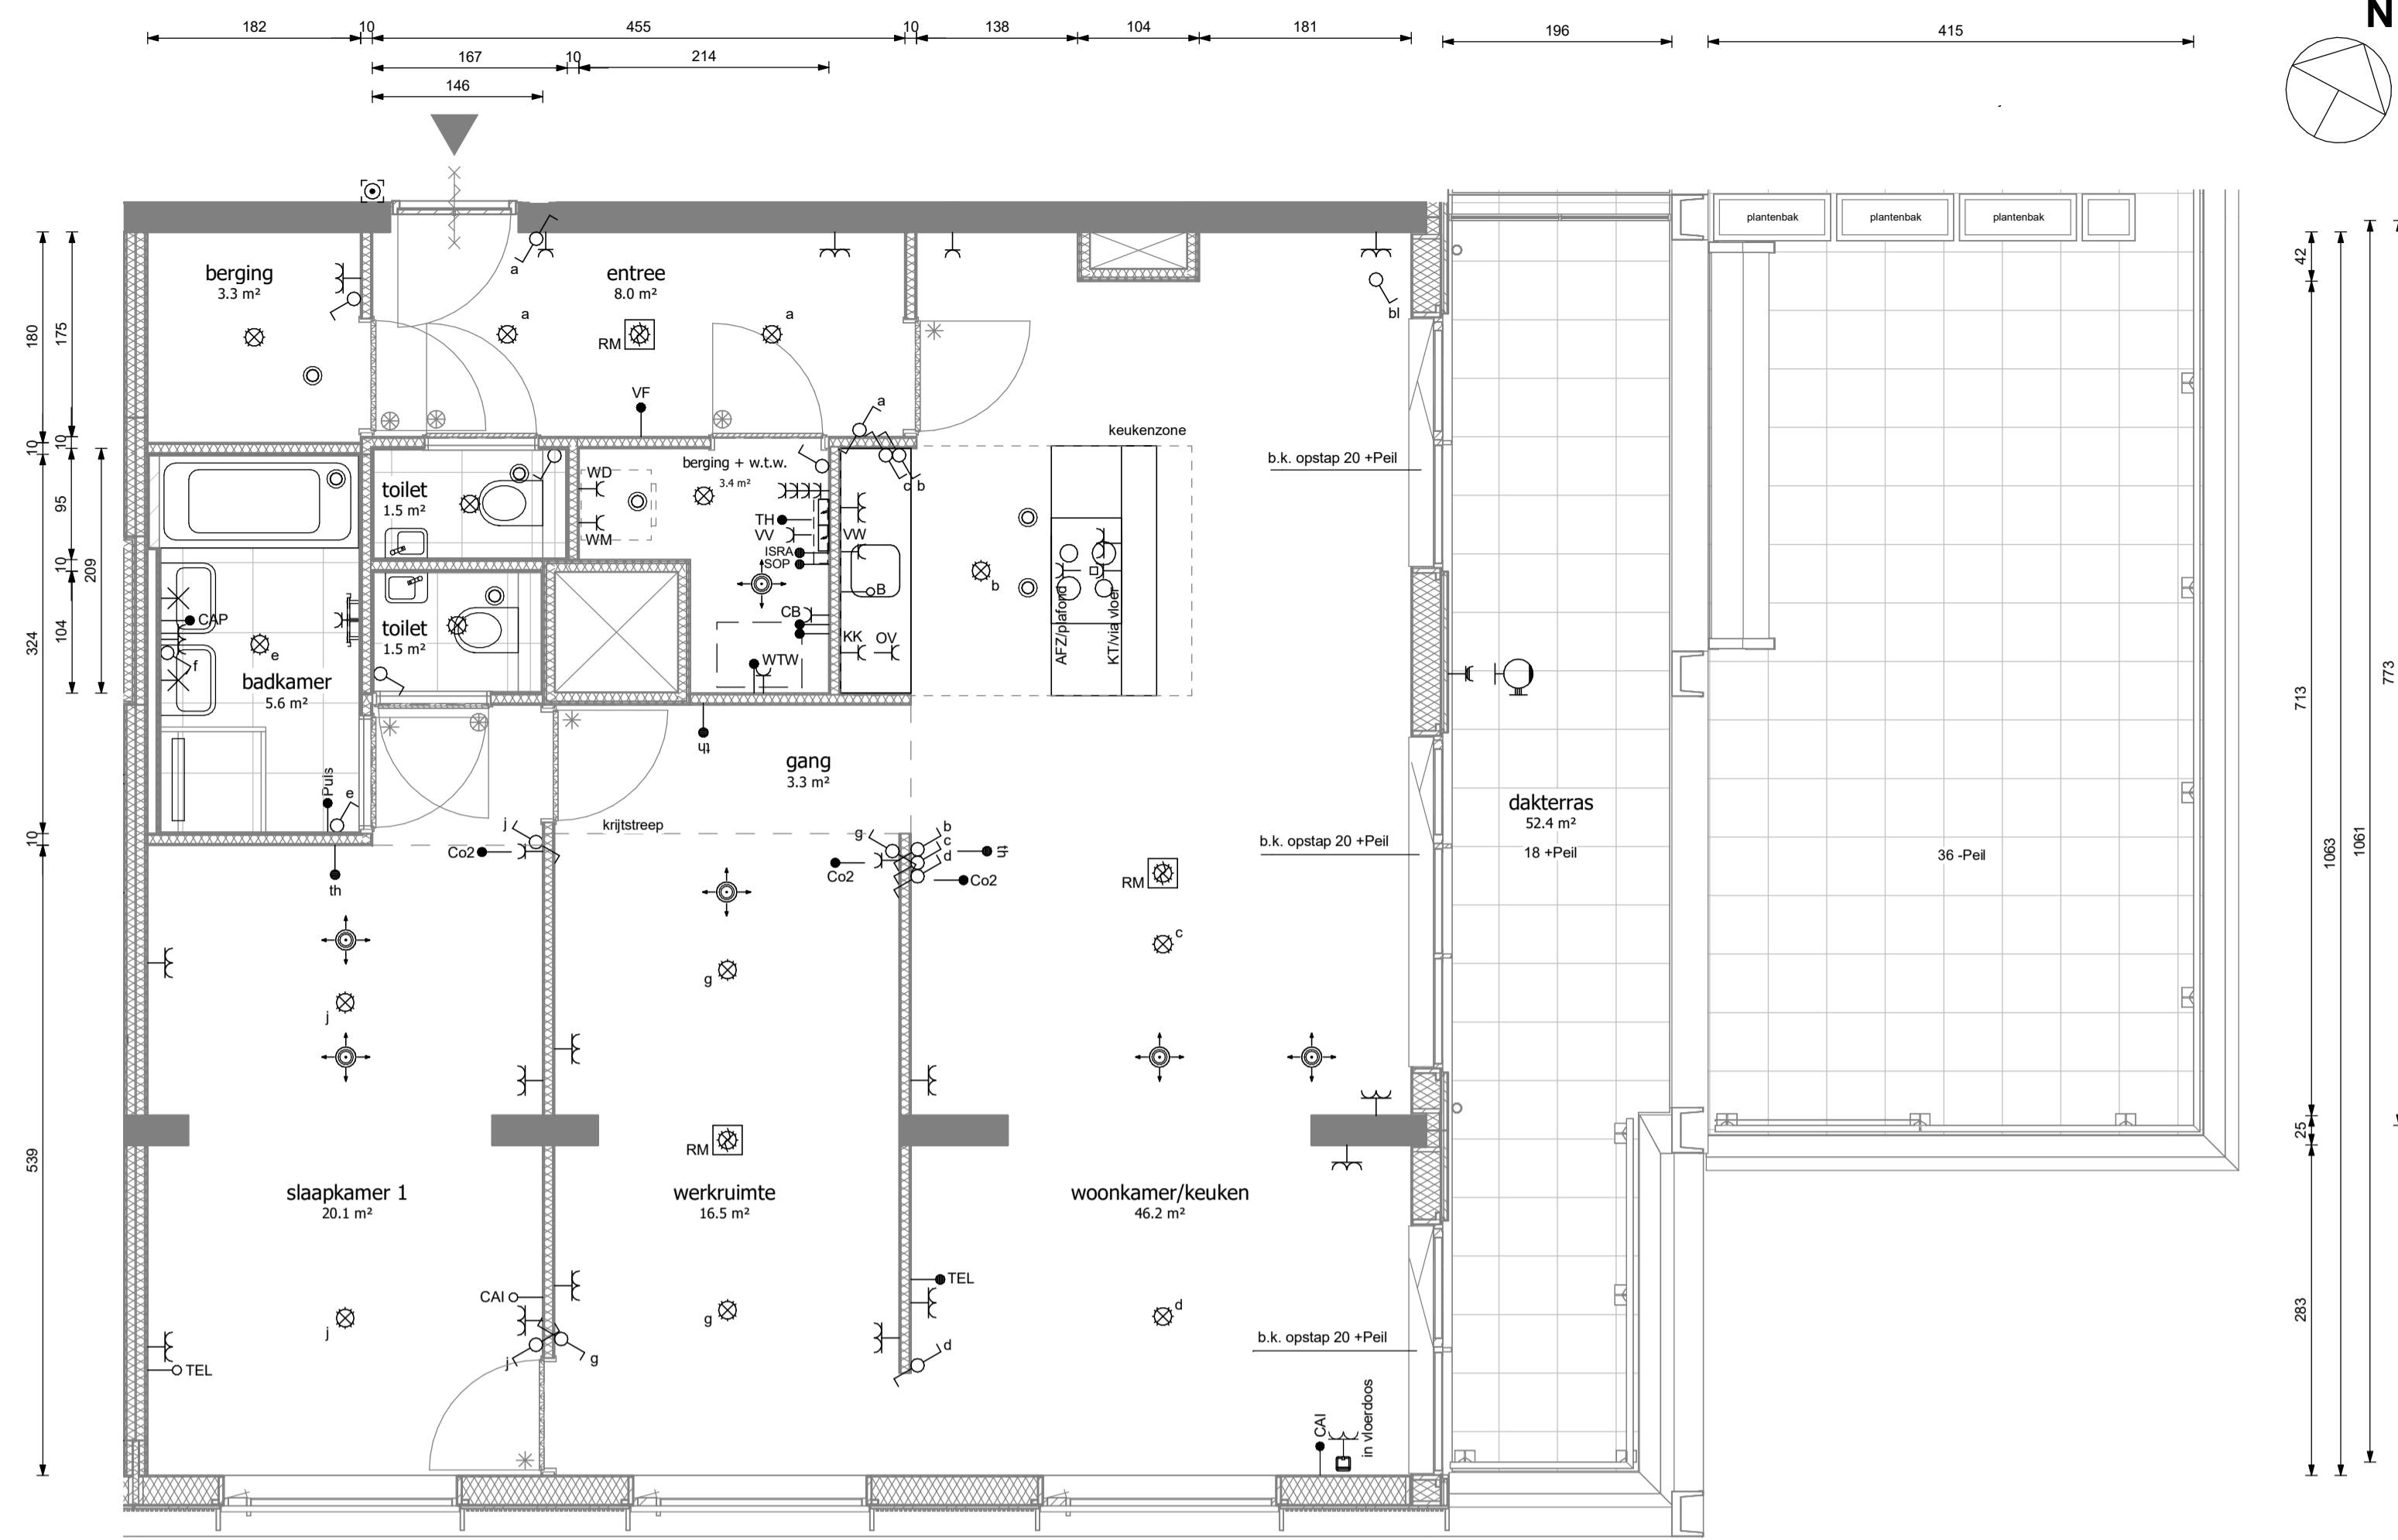 N
182
10
455
10
138
104
181
196
415
167
10
214
146
plantenbak
plantenbak
plantenbak
berging
3.3 m²
a
entree
8.0 m²
a
RM
a
bl
42
180
175
VF
a
keukenzone
b.k. opstap 20 +Peil
10
10
toilet
1.5 m²
WD
WM
berging + w.t.w.
3.4 m²
c b
95
TH
VV
ISRA
SOP
VW
B
b
AFZ/plafond
KT/via vloer
10
209
324
104
CAP
f
e
badkamer
5.6 m²
toilet
1.5 m²
CB
KK
OV
WTW
713
773
th
gang
3.3 m²
Puls
e
krijtstreep
j
Co2
g
b
c
d
th
Co2
Co2
b.k. opstap 20 +Peil
dakterras
52.4 m²
18 +Peil
36 -Peil
1063
1061
10
th
RM
c
g
j
RM
25
539
slaapkamer 1
20.1 m²
werkruimte
16.5 m²
woonkamer/keuken
46.2 m²
TEL
CAI
j
g
d
283
b.k. opstap 20 +Peil
j
g
d
TEL
CAI
in vloerdoos